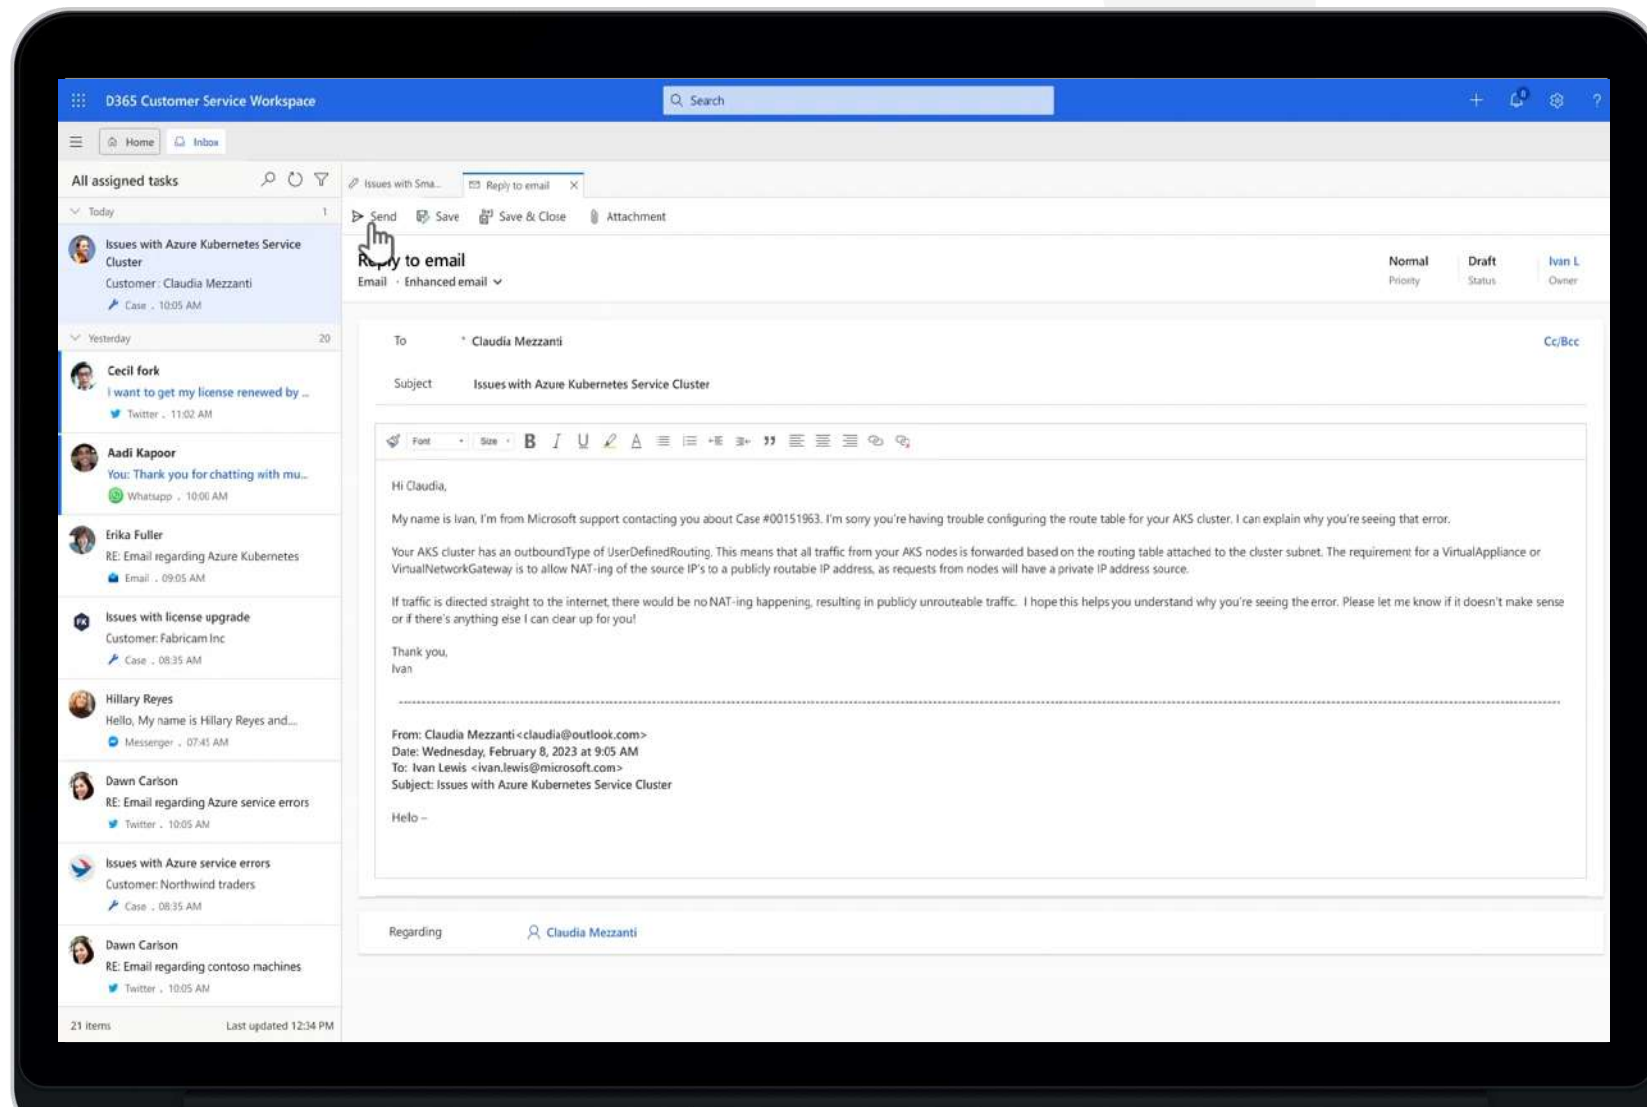 D365 Customer Service Workspace
Search
?
Home
Inbox
All assigned tasks
Today 1
Issues with Azure Kubernetes Service
Cluster
Customer : Claudia Mezzanti
Case . 10:05 AM
Yesterday 20
Cecil fork
I want to get my license renewed by ...
Twitter . 11:02 AM
Aadi Kapoor
You: Thank you for chatting with mu...
Whatsapp . 10:00 AM
Erika Fuller
RE: Email regarding Azure Kubernetes
Email . 09:05 AM
Issues with license upgrade
Customer: Fabricam Inc
Case . 08:35 AM
Hillary Reyes
Hello, My name is Hillary Reyes and....
Messenger . 07:45 AM
Dawn Carlson
RE: Email regarding Azure service errors
Twitter . 10:05 AM
Issues with Azure service errors
Customer: Northwind traders
Case . 08:35 AM
Dawn Carlson
RE: Email regarding contoso machines
Twitter . 10:05 AM
21 items Last updated 12:34 PM
Issues with Sma...
Reply to email
Send Save Save & Close Attachment
Reply to email
Email · Enhanced email
Normal
Priority
Draft
Status
Ivan L
Owner
To * Claudia Mezzanti Cc/Bcc
Subject Issues with Azure Kubernetes Service Cluster
Font Size B I U A
Hi Claudia,
My name is Ivan, I'm from Microsoft support contacting you about Case #00151963. I'm sorry you're having trouble configuring the route table for your AKS cluster. I can explain why you're seeing that error.
Your AKS cluster has an outboundType of UserDefinedRouting. This means that all traffic from your AKS nodes is forwarded based on the routing table attached to the cluster subnet. The requirement for a VirtualAppliance or
VirtualNetworkGateway is to allow NAT-ing of the source IP's to a publicly routable IP address, as requests from nodes will have a private IP address source.
If traffic is directed straight to the internet, there would be no NAT-ing happening, resulting in publicly unrouteable traffic. I hope this helps you understand why you're seeing the error. Please let me know if it doesn't make sense
or if there's anything else I can clear up for you!
Thank you,
Ivan
From: Claudia Mezzanti <claudia@outlook.com>
Date: Wednesday, February 8, 2023 at 9:05 AM
To: Ivan Lewis <ivan.lewis@microsoft.com>
Subject: Issues with Azure Kubernetes Service Cluster
Hello –
Regarding Claudia Mezzanti